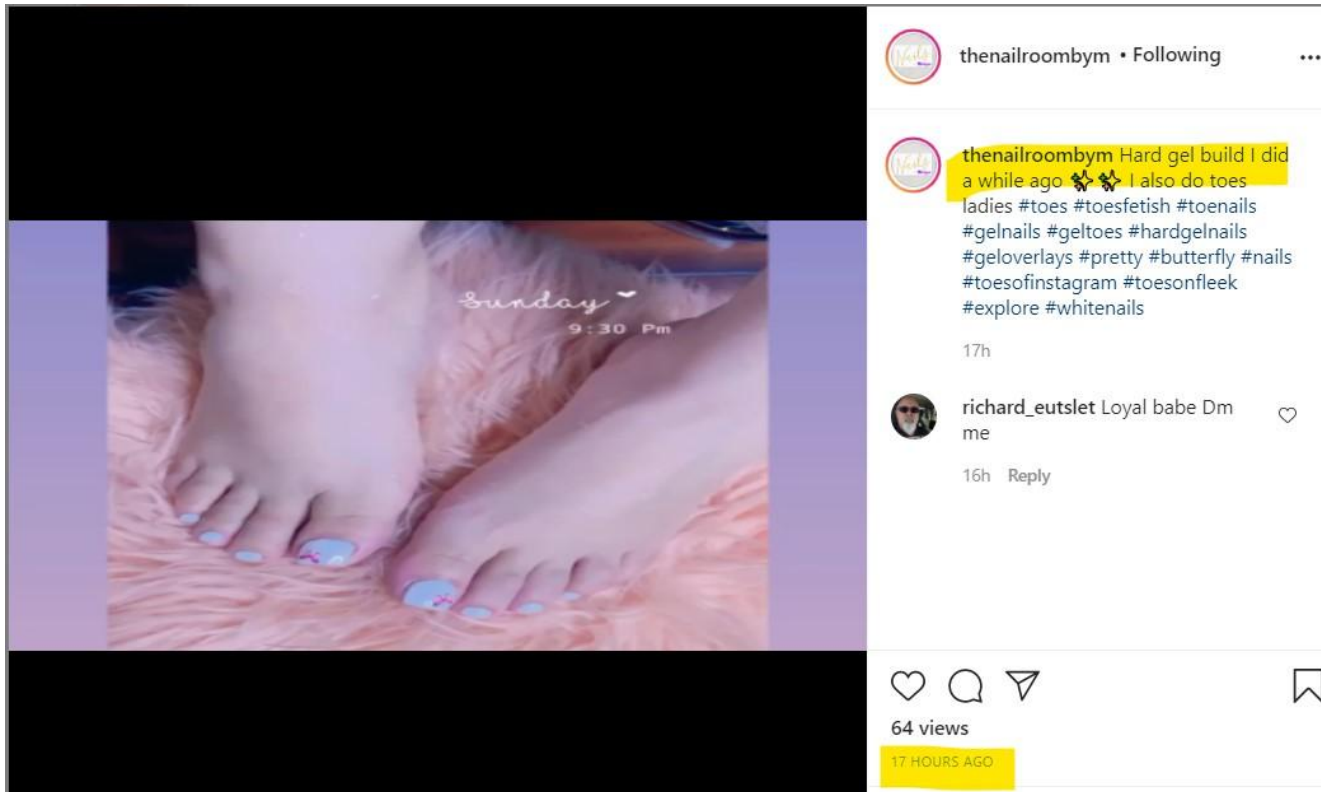 sunday
9:30 Pm
thenailroombym • Following
thenailroombym Hard gel build I did
a while ago ✨✨ I also do toes
ladies #toes #toesfetish #toenails
#gelnails #geltoes #hardgelnails
#geloverlays #pretty #butterfly #nails
#toesofinstagram #toesonfleek
#explore #whitenails
17h
richard_eutslet Loyal babe Dm
me
16h Reply
64 views
17 HOURS AGO